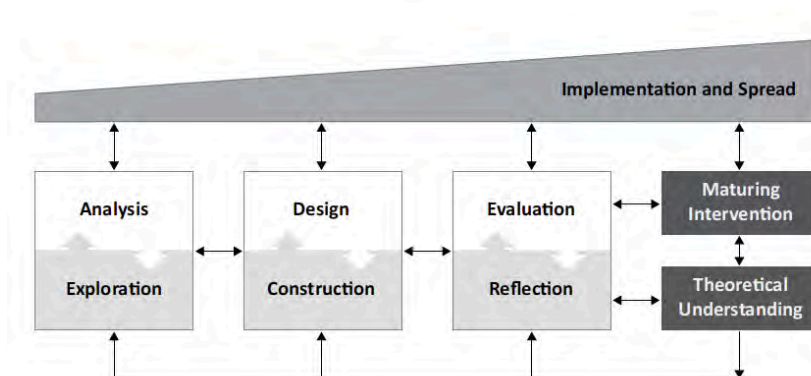 Implementation and Spread
Analysis
Exploration
Design
Construction
Evaluation
Reflection
Maturing
Intervention
Theoretical
Understanding